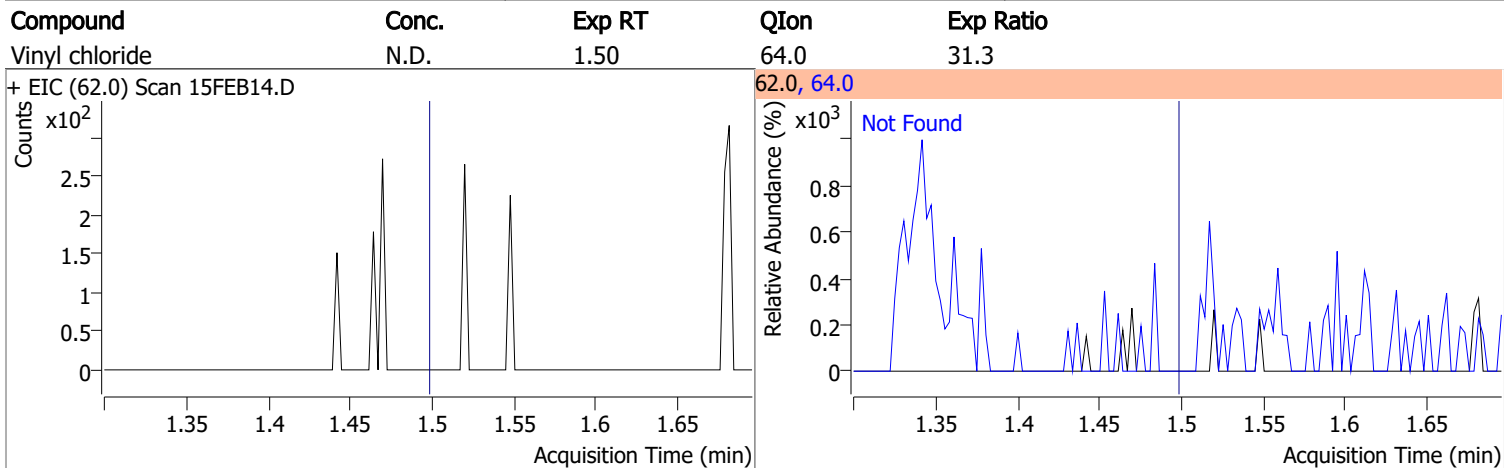 Compound Conc. Exp RT QIon Exp Ratio
Vinyl chloride N.D. 1.50 64.0 31.3
+ EIC (62.0) Scan 15FEB14.D
Counts
x10²
2.5
2
1.5
1
0.5
0
1.35 1.4 1.45 1.5 1.55 1.6 1.65
Acquisition Time (min)
62.0, 64.0
Relative Abundance (%)
x10³
Not Found
0.8
0.6
0.4
0.2
0
1.35 1.4 1.45 1.5 1.55 1.6 1.65
Acquisition Time (min)